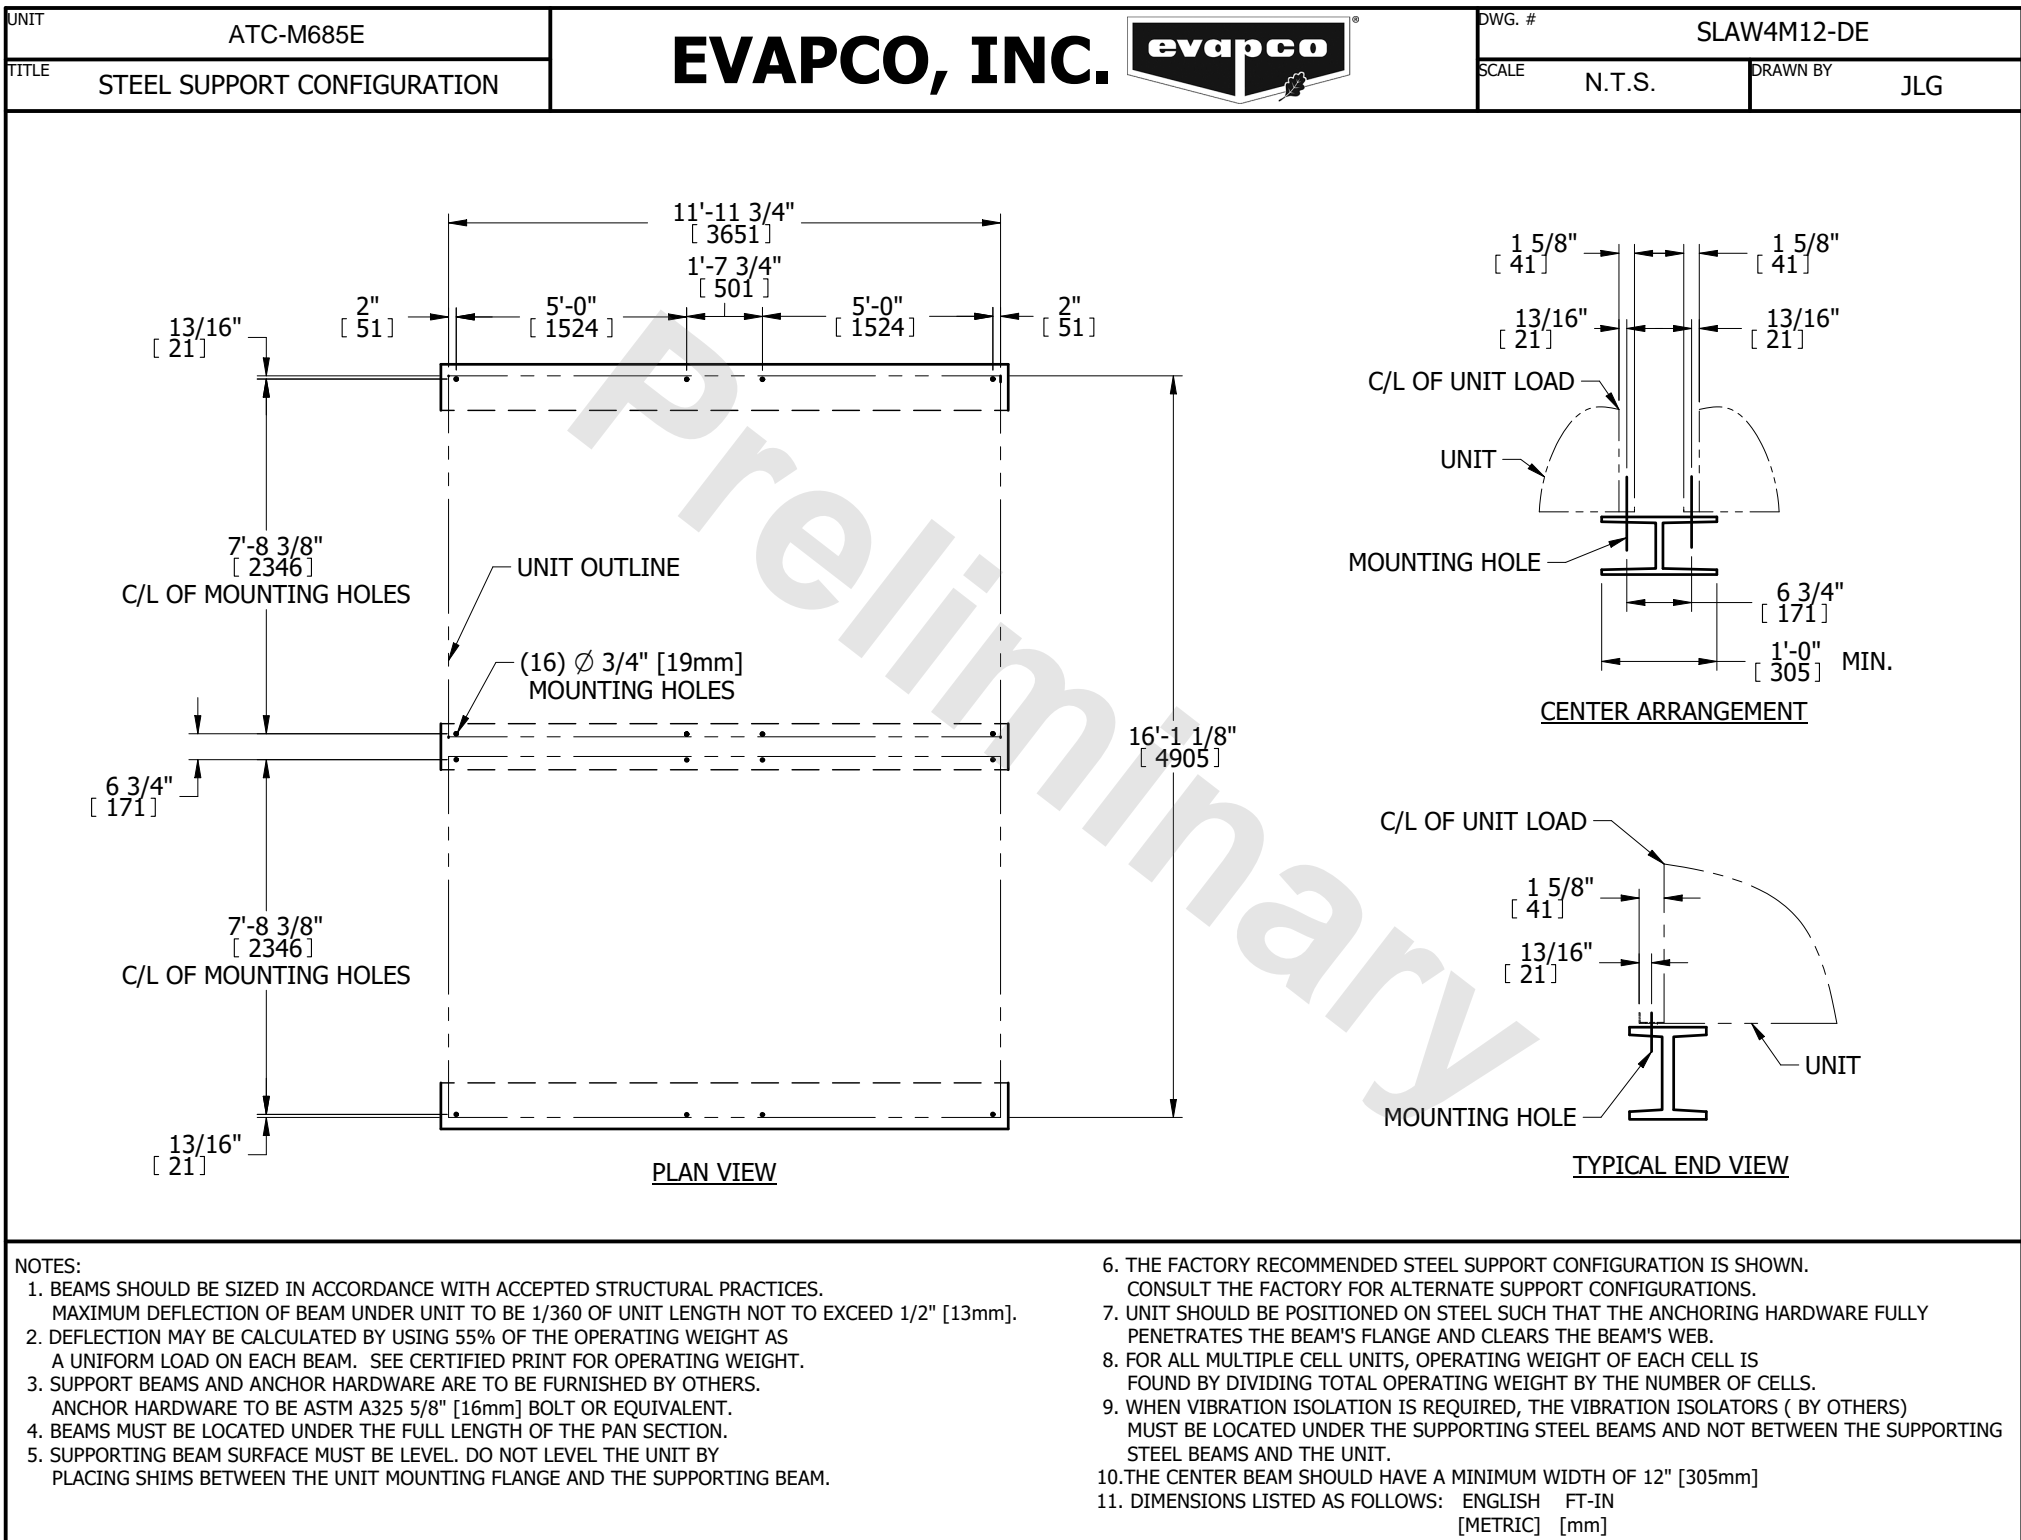 UNIT
ATC-M685E
TITLE
STEEL SUPPORT CONFIGURATION
EVAPCO, INC.
evapco
®
DWG. #
SLAW4M12-DE
SCALE
N.T.S.
DRAWN BY
JLG
11'-11 3/4"
[ 3651]
1'-7 3/4"
[ 501 ]
2"
[ 51]
5'-0"
[ 1524 ]
5'-0"
[ 1524 ]
2"
[ 51]
13/16"
[ 21]
7'-8 3/8"
[ 2346]
C/L OF MOUNTING HOLES
UNIT OUTLINE
(16) Ø 3/4" [19mm]
MOUNTING HOLES
6 3/4"
[ 171]
16'-1 1/8"
[ 4905]
7'-8 3/8"
[ 2346]
C/L OF MOUNTING HOLES
13/16"
[ 21]
PLAN VIEW
Preliminary
1 5/8"
[ 41]
1 5/8"
[ 41]
13/16"
[ 21]
13/16"
[ 21]
C/L OF UNIT LOAD
UNIT
MOUNTING HOLE
6 3/4"
[ 171]
1'-0"
[ 305]
MIN.
CENTER ARRANGEMENT
C/L OF UNIT LOAD
1 5/8"
[ 41]
13/16"
[ 21]
UNIT
MOUNTING HOLE
TYPICAL END VIEW
NOTES:
1. BEAMS SHOULD BE SIZED IN ACCORDANCE WITH ACCEPTED STRUCTURAL PRACTICES.
MAXIMUM DEFLECTION OF BEAM UNDER UNIT TO BE 1/360 OF UNIT LENGTH NOT TO EXCEED 1/2" [13mm].
2. DEFLECTION MAY BE CALCULATED BY USING 55% OF THE OPERATING WEIGHT AS
A UNIFORM LOAD ON EACH BEAM. SEE CERTIFIED PRINT FOR OPERATING WEIGHT.
3. SUPPORT BEAMS AND ANCHOR HARDWARE ARE TO BE FURNISHED BY OTHERS.
ANCHOR HARDWARE TO BE ASTM A325 5/8" [16mm] BOLT OR EQUIVALENT.
4. BEAMS MUST BE LOCATED UNDER THE FULL LENGTH OF THE PAN SECTION.
5. SUPPORTING BEAM SURFACE MUST BE LEVEL. DO NOT LEVEL THE UNIT BY
PLACING SHIMS BETWEEN THE UNIT MOUNTING FLANGE AND THE SUPPORTING BEAM.
6. THE FACTORY RECOMMENDED STEEL SUPPORT CONFIGURATION IS SHOWN.
CONSULT THE FACTORY FOR ALTERNATE SUPPORT CONFIGURATIONS.
7. UNIT SHOULD BE POSITIONED ON STEEL SUCH THAT THE ANCHORING HARDWARE FULLY
PENETRATES THE BEAM'S FLANGE AND CLEARS THE BEAM'S WEB.
8. FOR ALL MULTIPLE CELL UNITS, OPERATING WEIGHT OF EACH CELL IS
FOUND BY DIVIDING TOTAL OPERATING WEIGHT BY THE NUMBER OF CELLS.
9. WHEN VIBRATION ISOLATION IS REQUIRED, THE VIBRATION ISOLATORS ( BY OTHERS)
MUST BE LOCATED UNDER THE SUPPORTING STEEL BEAMS AND NOT BETWEEN THE SUPPORTING
STEEL BEAMS AND THE UNIT.
10.THE CENTER BEAM SHOULD HAVE A MINIMUM WIDTH OF 12" [305mm]
11. DIMENSIONS LISTED AS FOLLOWS: ENGLISH FT-IN
[METRIC] [mm]